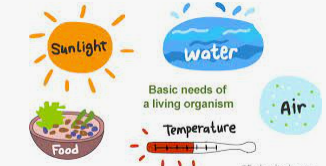 Sunlight
water
Basic needs of
a living organism
Air
Temperature
Food